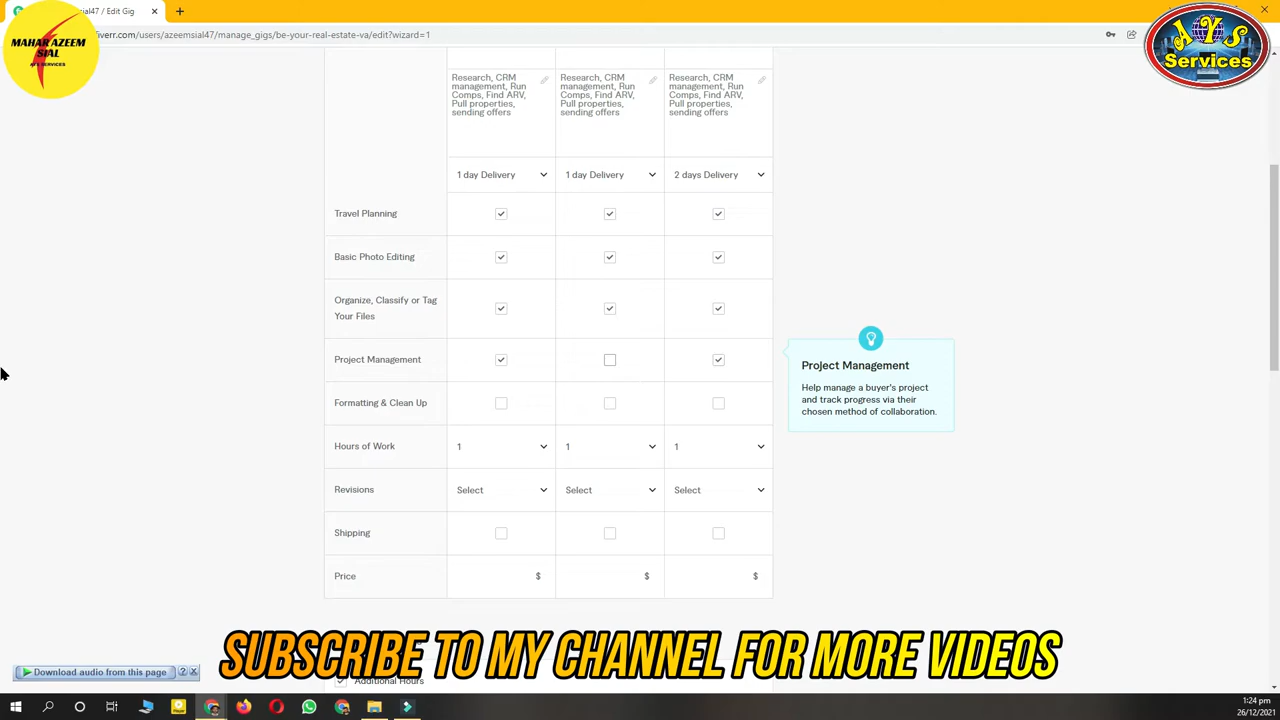 sial47 / Edit Gig
MAHAR AZEEM
SIAL
AYS SERVICES
fiverr.com/users/azeemsial47/manage_gigs/be-your-real-estate-va/edit?wizard=1
AYS
Services
Research, CRM management, Run Comps, Find ARV, Pull properties, sending offers
Research, CRM management, Run Comps, Find ARV, Pull properties, sending offers
Research, CRM management, Run Comps, Find ARV, Pull properties, sending offers
1 day Delivery 1 day Delivery 2 days Delivery
Travel Planning
Basic Photo Editing
Organize, Classify or Tag
Your Files
Project Management
Project Management
Help manage a buyer's project
and track progress via their
chosen method of collaboration.
Formatting & Clean Up
Hours of Work 1 1 1
Revisions Select Select Select
Shipping
Price $ $ $
SUBSCRIBE TO MY CHANNEL FOR MORE VIDEOS
Download audio from this page ? X
Additional Hours
1:24 pm
26/12/2021